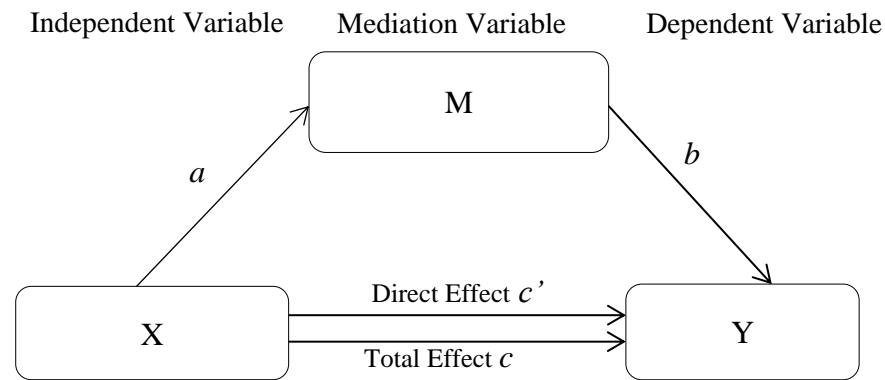 Independent Variable Mediation Variable Dependent Variable
M
a
b
Direct Effect c’
X
Y
Total Effect c